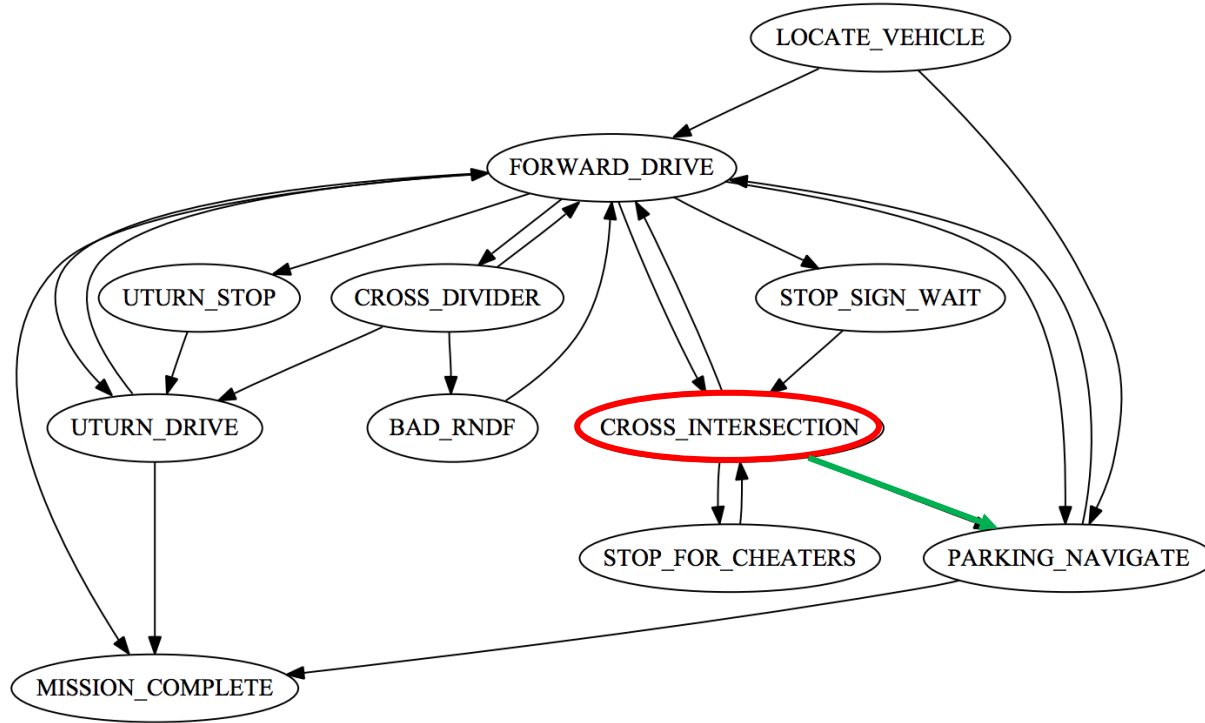 LOCATE_VEHICLE
FORWARD_DRIVE
UTURN_STOP
CROSS_DIVIDER
STOP_SIGN_WAIT
UTURN_DRIVE
BAD_RNDF
CROSS_INTERSECTION
STOP_FOR_CHEATERS
PARKING_NAVIGATE
MISSION_COMPLETE